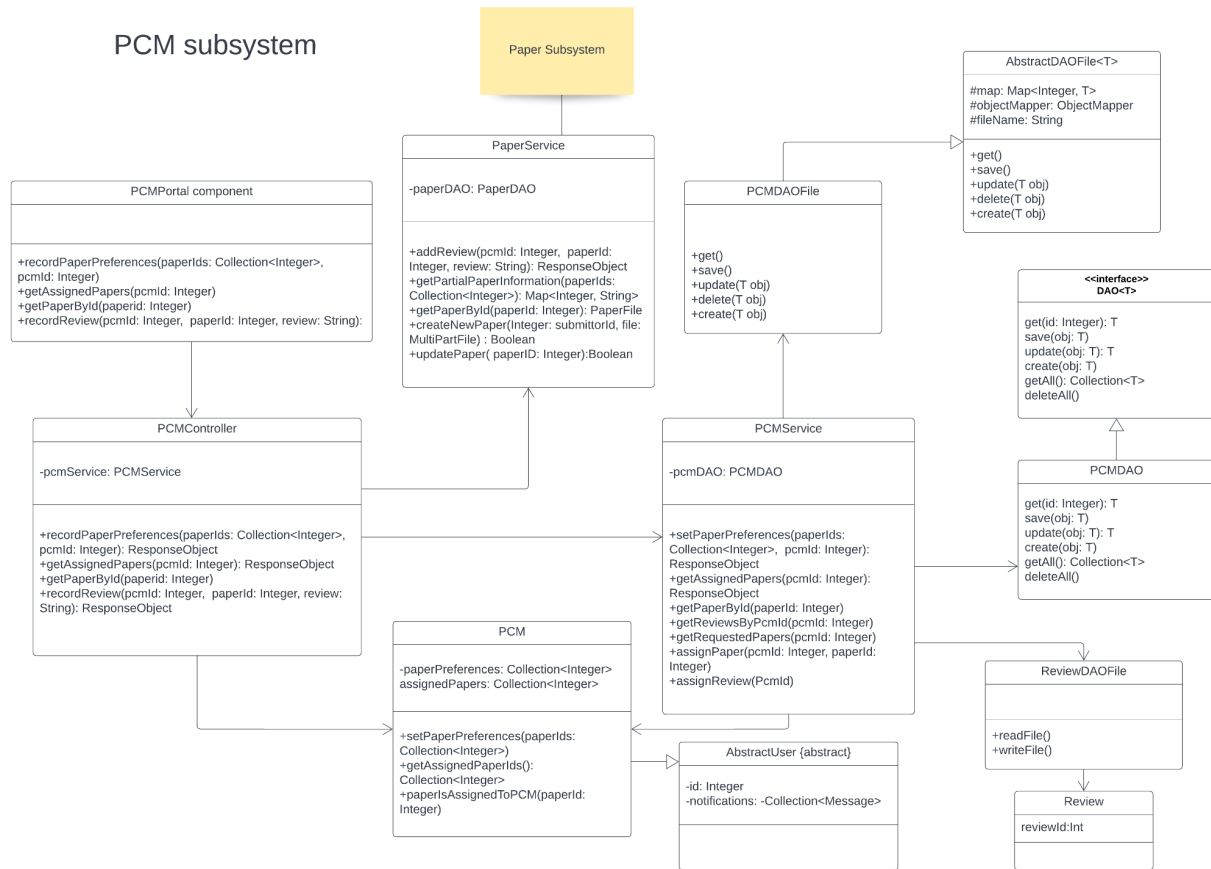 PCM subsystem
Paper Subsystem
AbstractDAOFile<T>
#map: Map<Integer, T>
#objectMapper: ObjectMapper
#fileName: String
+get()
+save()
+update(T obj)
+delete(T obj)
+create(T obj)
PaperService
-paperDAO: PaperDAO
+addReview(pcmId: Integer, paperId:
Integer, review: String): ResponseObject
+getPartialPaperInformation(paperIds:
Collection<Integer>): Map<Integer, String>
+getPaperById(paperId: Integer): PaperFile
+createNewPaper(Integer: submittorId, file:
MultiPartFile) : Boolean
+updatePaper( paperID: Integer):Boolean
PCMPortal component
+recordPaperPreferences(paperIds: Collection<Integer>,
pcmId: Integer)
+getAssignedPapers(pcmId: Integer)
+getPaperById(paperid: Integer)
+recordReview(pcmId: Integer, paperId: Integer, review: String):
PCMDAOFile
+get()
+save()
+update(T obj)
+delete(T obj)
+create(T obj)
<<interface>>
DAO<T>
get(id: Integer): T
save(obj: T)
update(obj: T): T
create(obj: T)
getAll(): Collection<T>
deleteAll()
PCMController
-pcmService: PCMService
+recordPaperPreferences(paperIds: Collection<Integer>,
pcmId: Integer): ResponseObject
+getAssignedPapers(pcmId: Integer): ResponseObject
+getPaperById(paperid: Integer)
+recordReview(pcmId: Integer, paperId: Integer, review:
String): ResponseObject
PCMService
-pcmDAO: PCMDAO
+setPaperPreferences(paperIds:
Collection<Integer>, pcmId: Integer):
ResponseObject
+getAssignedPapers(pcmId: Integer):
ResponseObject
+getPaperById(paperId: Integer)
+getReviewsByPcmId(pcmId: Integer)
+getRequestedPapers(pcmId: Integer)
+assignPaper(pcmId: Integer, paperId:
Integer)
+assignReview(PcmId)
PCMDAO
get(id: Integer): T
save(obj: T)
update(obj: T): T
create(obj: T)
getAll(): Collection<T>
deleteAll()
PCM
-paperPreferences: Collection<Integer>
assignedPapers: Collection<Integer>
+setPaperPreferences(paperIds:
Collection<Integer>)
+getAssignedPaperIds():
Collection<Integer>
+paperIsAssignedToPCM(paperId:
Integer)
AbstractUser {abstract}
-id: Integer
-notifications: -Collection<Message>
ReviewDAOFile
+readFile()
+writeFile()
Review
reviewId:Int